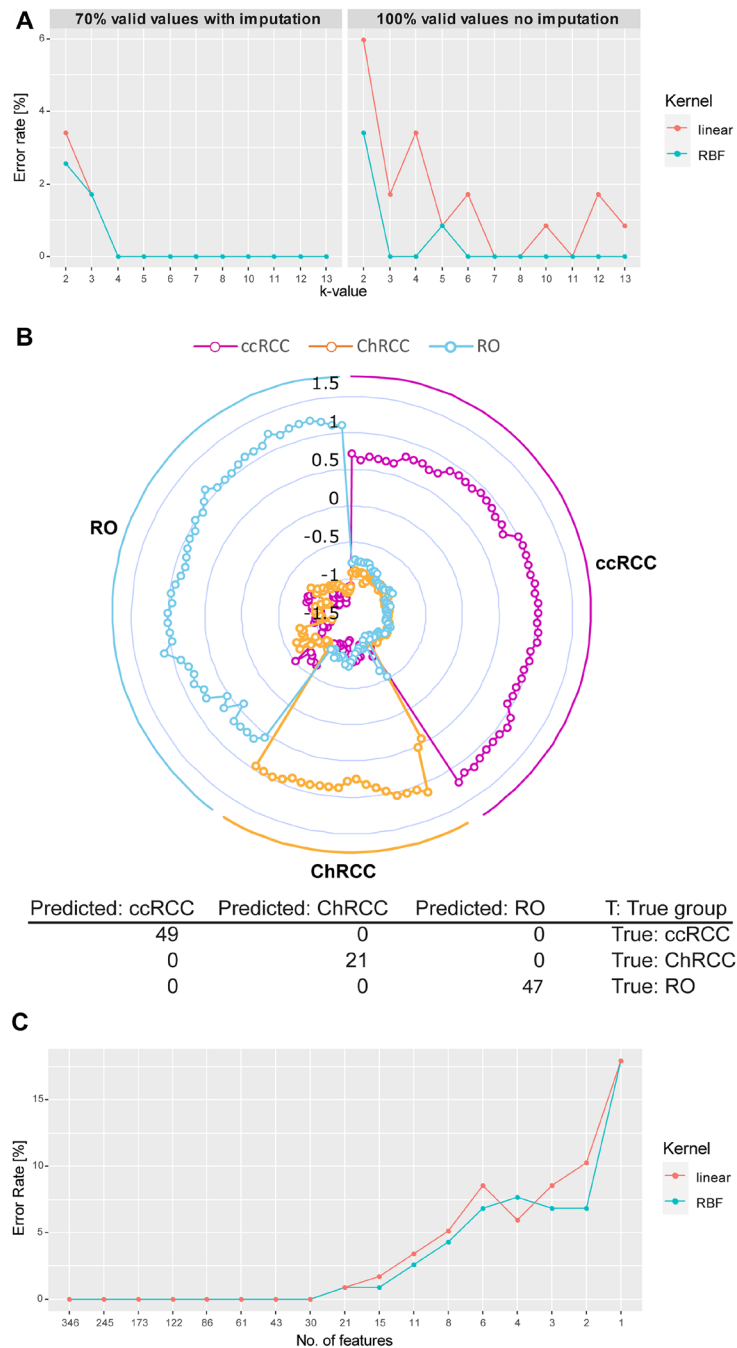 A
70% valid values with imputation 100% valid values no imputation
Error rate [%]
6
4
2
0
2 3 4 5 6 7 8 10 11 12 13 2 3 4 5 6 7 8 10 11 12 13
k-value
Kernel
linear
RBF
B
ccRCC ChRCC RO
1.5
1
0.5
0
-0.5
-1
-1.5
RO
ccRCC
ChRCC
Predicted: ccRCC Predicted: ChRCC Predicted: RO T: True group
49 0 0 True: ccRCC
0 21 0 True: ChRCC
0 0 47 True: RO
C
Error Rate [%]
15
10
5
0
346 245 173 122 86 61 43 30 21 15 11 8 6 4 3 2 1
No. of features
Kernel
linear
RBF